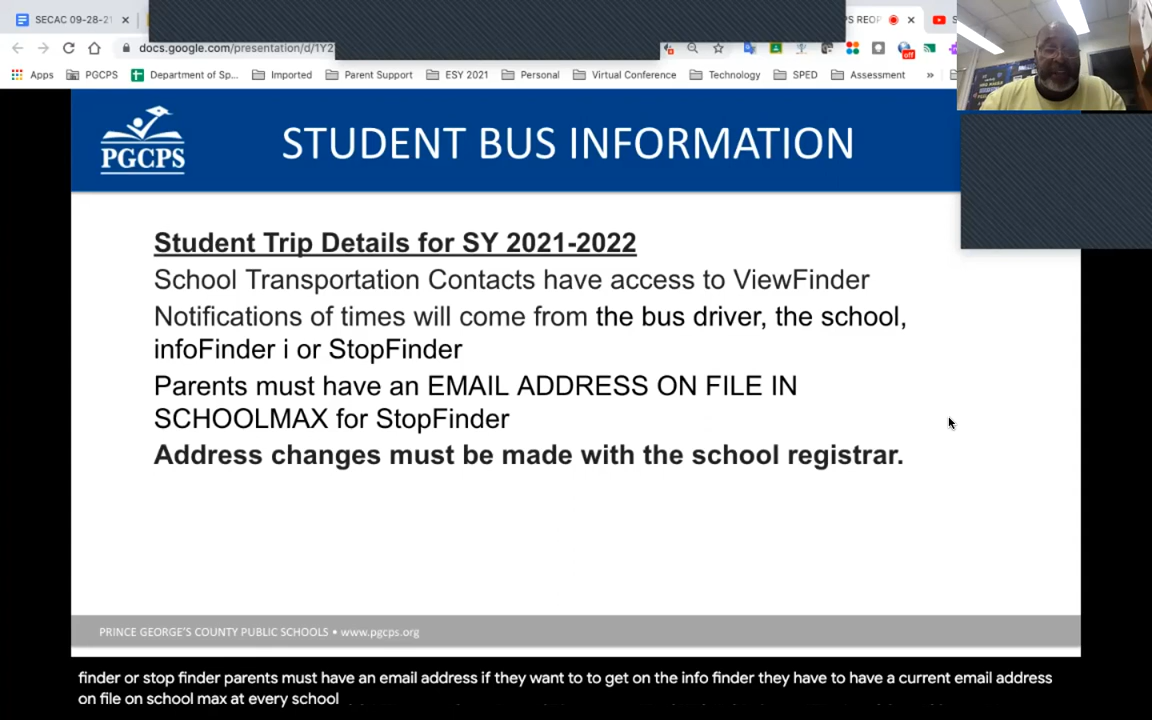 SECAC 09-28-21
PS REOP
docs.google.com/presentation/d/1Y2
off
Apps
PGCPS
Department of Sp...
Imported
Parent Support
ESY 2021
Personal
Virtual Conference
Technology
SPED
Assessment
»
PGCPS
STUDENT BUS INFORMATION
Student Trip Details for SY 2021-2022
School Transportation Contacts have access to ViewFinder
Notifications of times will come from the bus driver, the school,
infoFinder i or StopFinder
Parents must have an EMAIL ADDRESS ON FILE IN
SCHOOLMAX for StopFinder
Address changes must be made with the school registrar.
PRINCE GEORGE'S COUNTY PUBLIC SCHOOLS • www.pgcps.org
finder or stop finder parents must have an email address if they want to to get on the info finder they have to have a current email address
on file on school max at every school